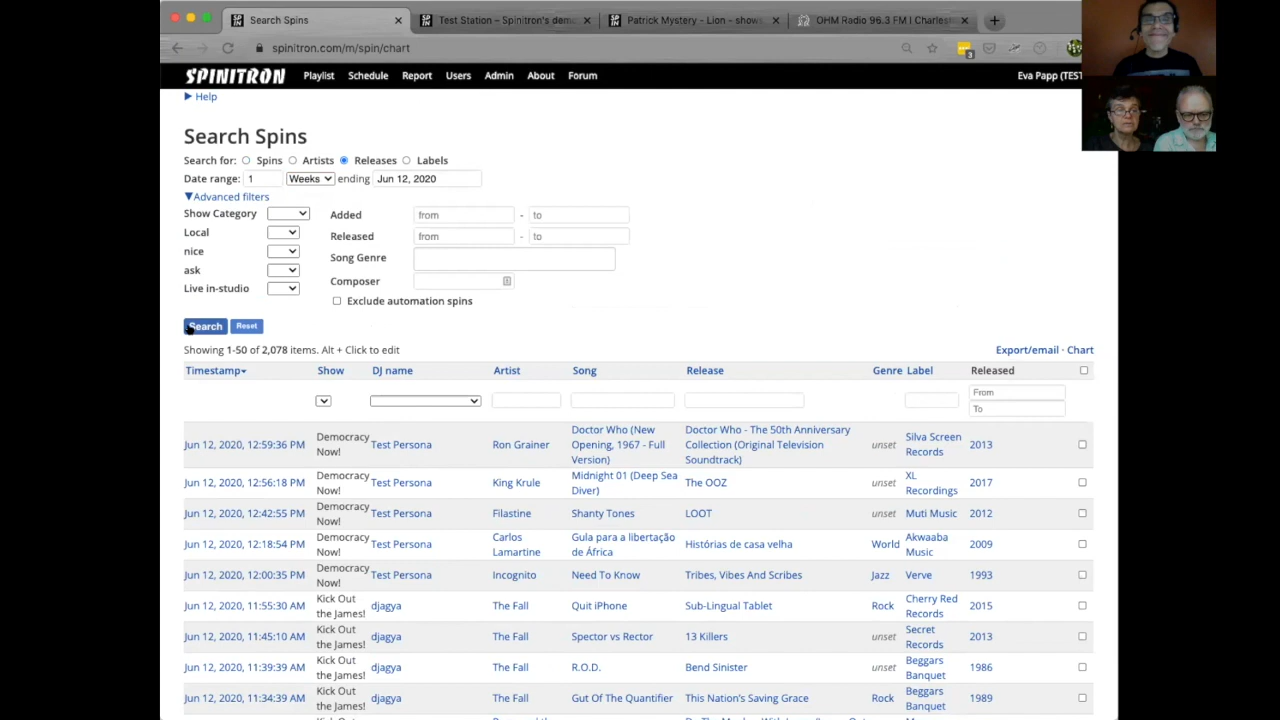 Search Spins
Test Station – Spinitron's dem
Patrick Mystery - Lion – shows
OHM Radio 96.3 FM | Charles
spinitron.com/m/spin/chart
3
SPINITRON Playlist Schedule Report Users Admin About Forum Eva Papp (TEST
Help
Search Spins
Search for: Spins Artists Releases Labels
Date range: 1 Weeks ending Jun 12, 2020
Advanced filters
Show Category Added from - to
Local Released from - to
nice Song Genre
ask Composer
Live in-studio Exclude automation spins
Search Reset
Showing 1-50 of 2,078 items. Alt + Click to edit Export/email · Chart
Timestamp Show DJ name Artist Song Release Genre Label Released
From
To
Jun 12, 2020, 12:59:36 PM Democracy Now! Test Persona Ron Grainer Doctor Who (New Opening, 1967 - Full Version) Doctor Who - The 50th Anniversary Collection (Original Television Soundtrack) unset Silva Screen Records 2013
Jun 12, 2020, 12:56:18 PM Democracy Now! Test Persona King Krule Midnight 01 (Deep Sea Diver) The OOZ unset XL Recordings 2017
Jun 12, 2020, 12:42:55 PM Democracy Now! Test Persona Filastine Shanty Tones LOOT unset Muti Music 2012
Jun 12, 2020, 12:18:54 PM Democracy Now! Test Persona Carlos Lamartine Gula para a libertação de África Histórias de casa velha World Akwaaba Music 2009
Jun 12, 2020, 12:00:35 PM Democracy Now! Test Persona Incognito Need To Know Tribes, Vibes And Scribes Jazz Verve 1993
Jun 12, 2020, 11:55:30 AM Kick Out the James! djagya The Fall Quit iPhone Sub-Lingual Tablet Rock Cherry Red Records 2015
Jun 12, 2020, 11:45:10 AM Kick Out the James! djagya The Fall Spector vs Rector 13 Killers unset Secret Records 2013
Jun 12, 2020, 11:39:39 AM Kick Out the James! djagya The Fall R.O.D. Bend Sinister unset Beggars Banquet 1986
Jun 12, 2020, 11:34:39 AM Kick Out the James! djagya The Fall Gut Of The Quantifier This Nation's Saving Grace Rock Beggars Banquet 1989